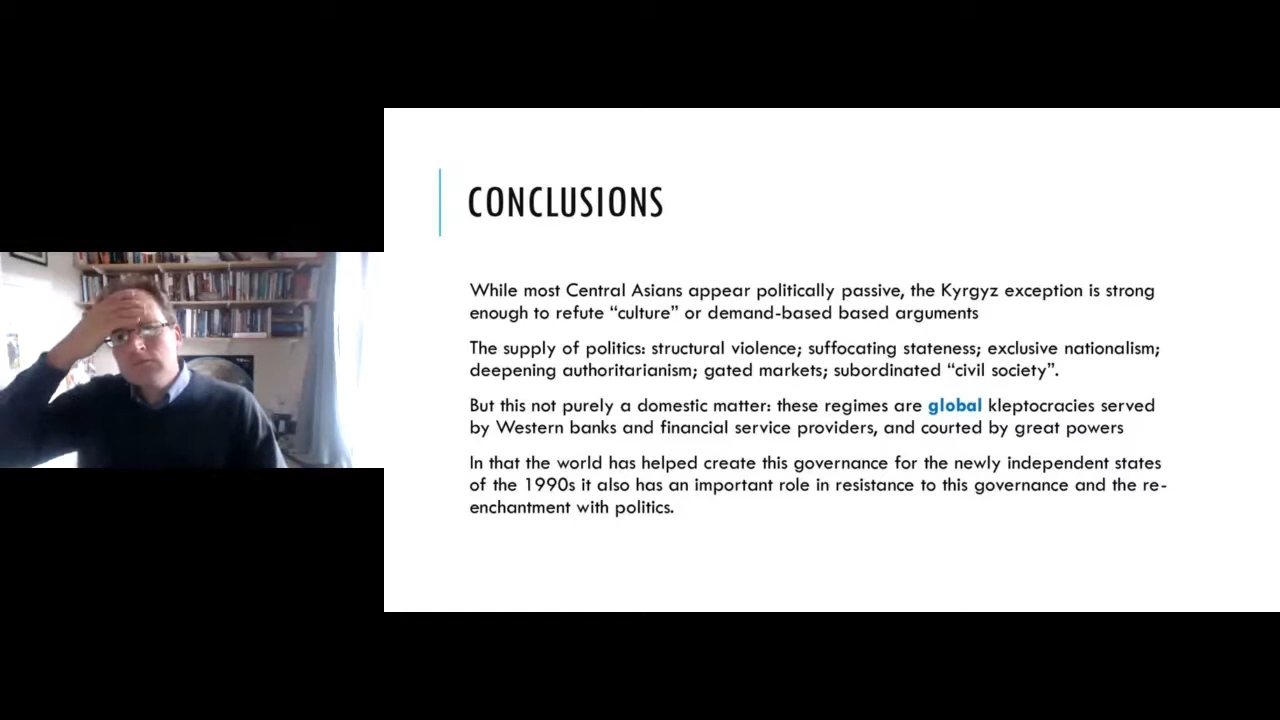 CONCLUSIONS
While most Central Asians appear politically passive, the Kyrgyz exception is strong
enough to refute “culture” or demand-based based arguments
The supply of politics: structural violence; suffocating stateness; exclusive nationalism;
deepening authoritarianism; gated markets; subordinated “civil society”.
But this not purely a domestic matter: these regimes are global kleptocracies served
by Western banks and financial service providers, and courted by great powers
In that the world has helped create this governance for the newly independent states
of the 1990s it also has an important role in resistance to this governance and the re-
enchantment with politics.